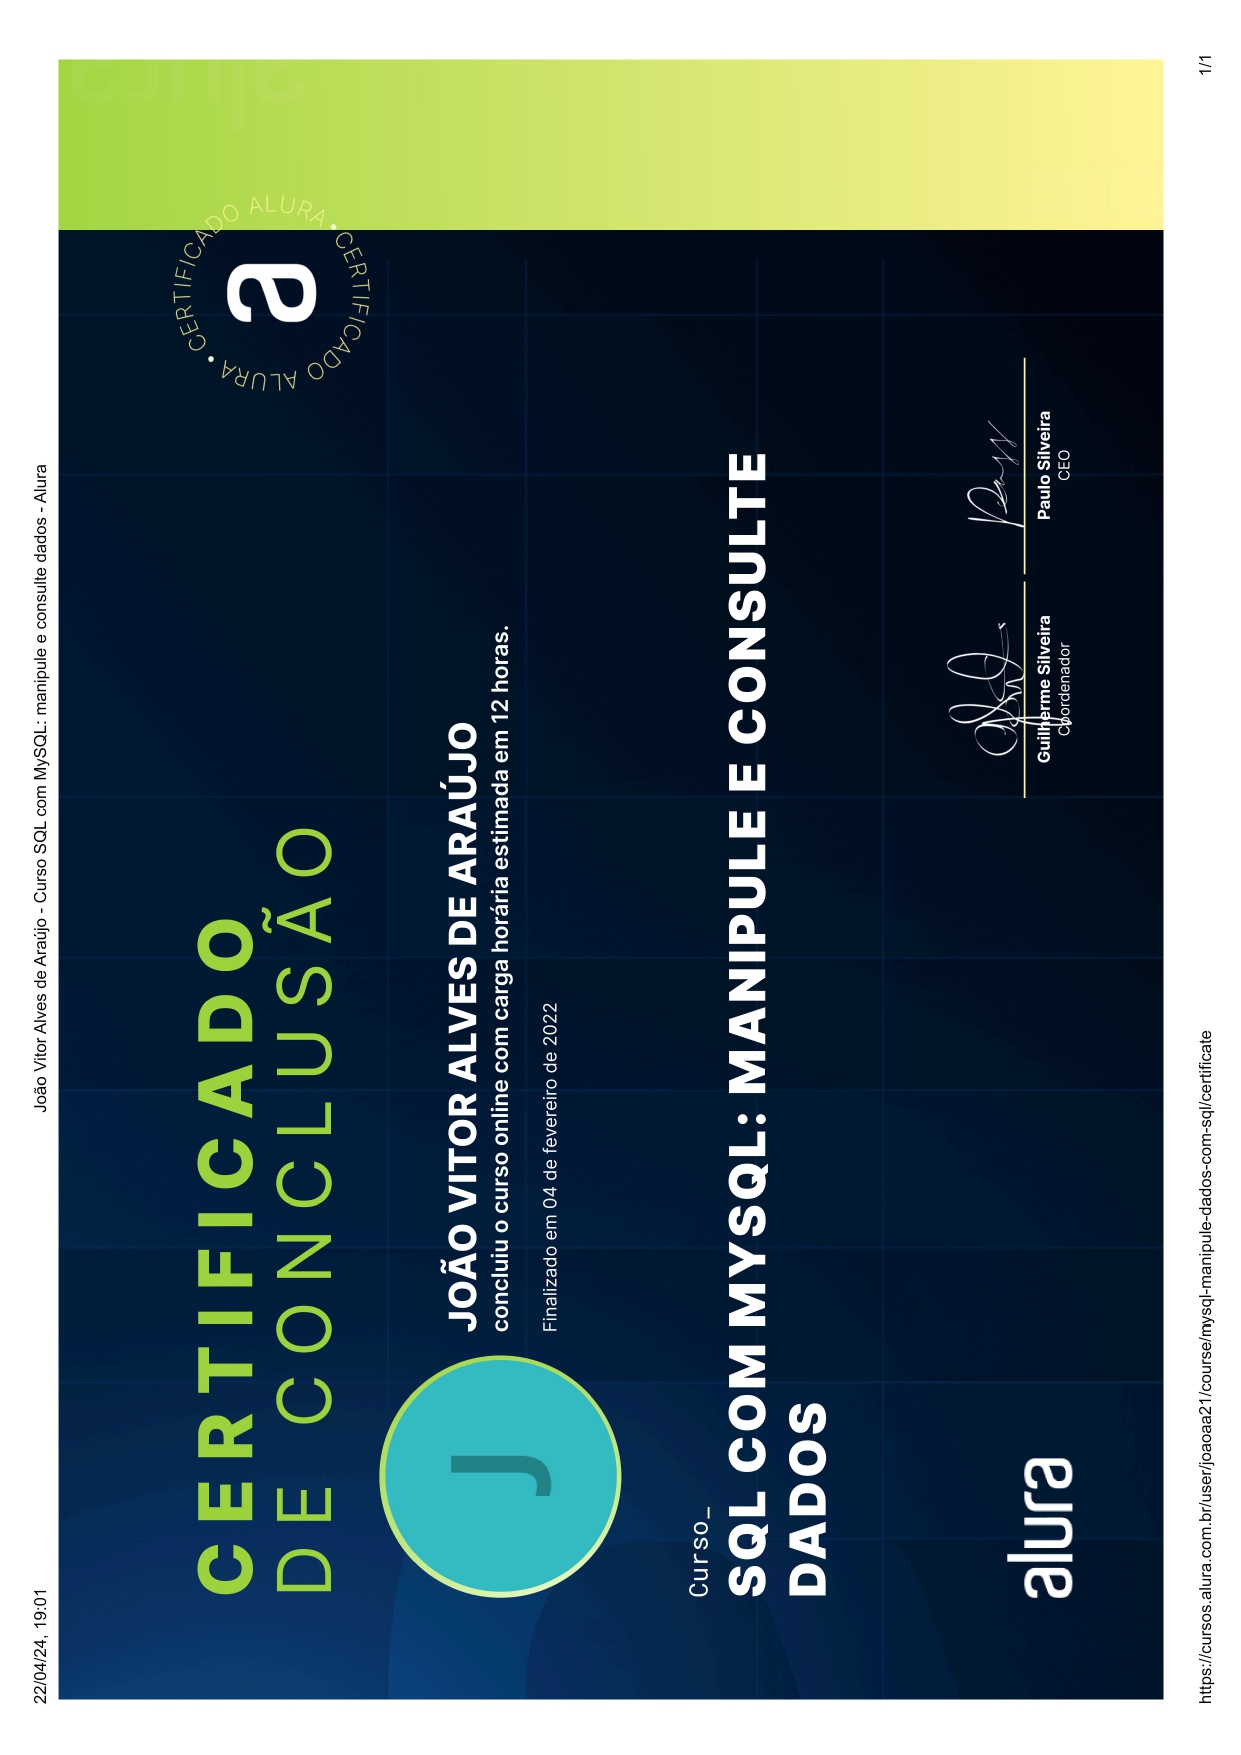 22/04/24, 19:01
João Vitor Alves de Araújo - Curso SQL com MySQL: manipule e consulte dados - Alura
CERTIFICADO
DE CONCLUSÃO
CERTIFICADO ALURA • CERTIFICADO ALURA •
a
J
JOÃO VITOR ALVES DE ARAÚJO
concluiu o curso online com carga horária estimada em 12 horas.
Finalizado em 04 de fevereiro de 2022
Curso_
SQL COM MYSQL: MANIPULE E CONSULTE
DADOS
alura
Guilherme Silveira
Coordenador
Paulo Silveira
CEO
https://cursos.alura.com.br/user/joaoaa21/course/mysql-manipule-dados-com-sql/certificate
1/1